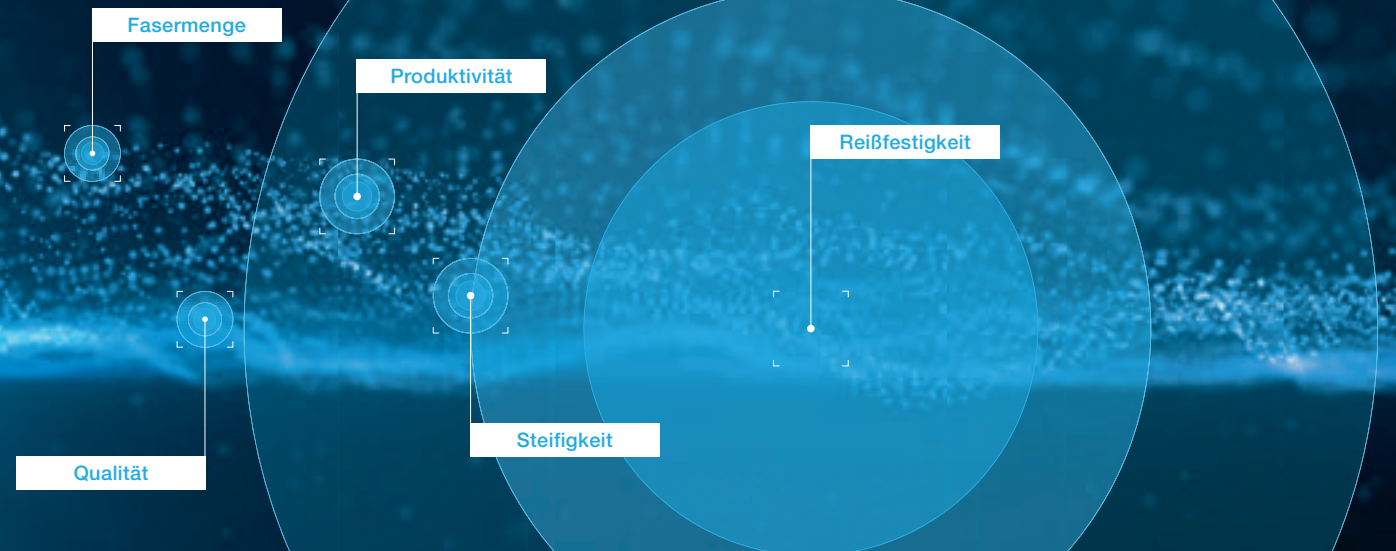 Fasermenge
Produktivität
Reißfestigkeit
Steifigkeit
Qualität